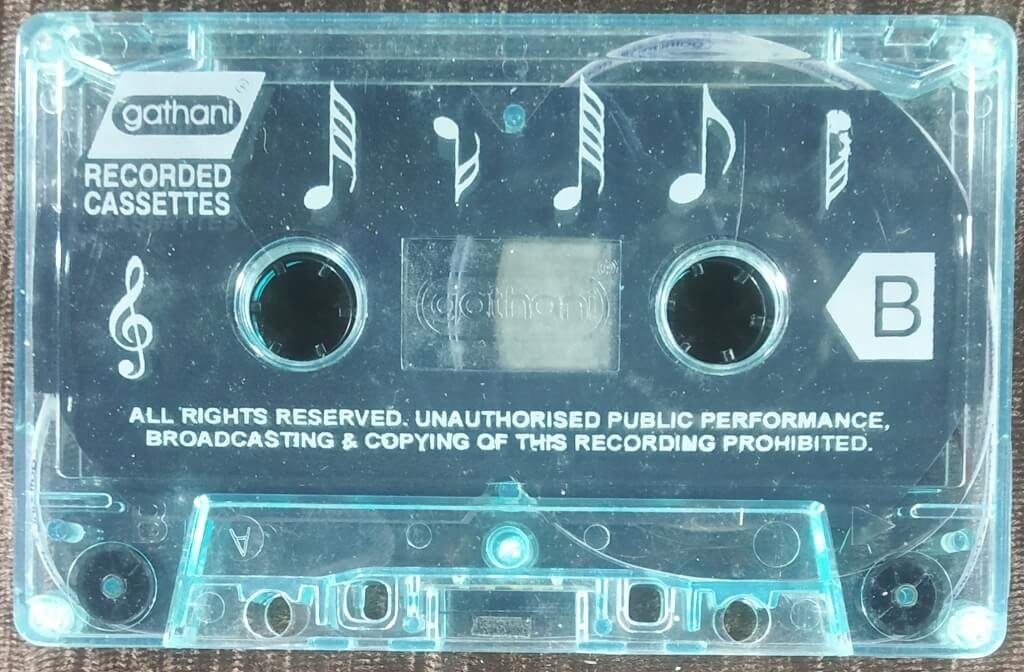 gathani ®
RECORDED
CASSETTES
(gathani) ®
B
ALL RIGHTS RESERVED. UNAUTHORISED PUBLIC PERFORMANCE,
BROADCASTING & COPYING OF THIS RECORDING PROHIBITED.
A